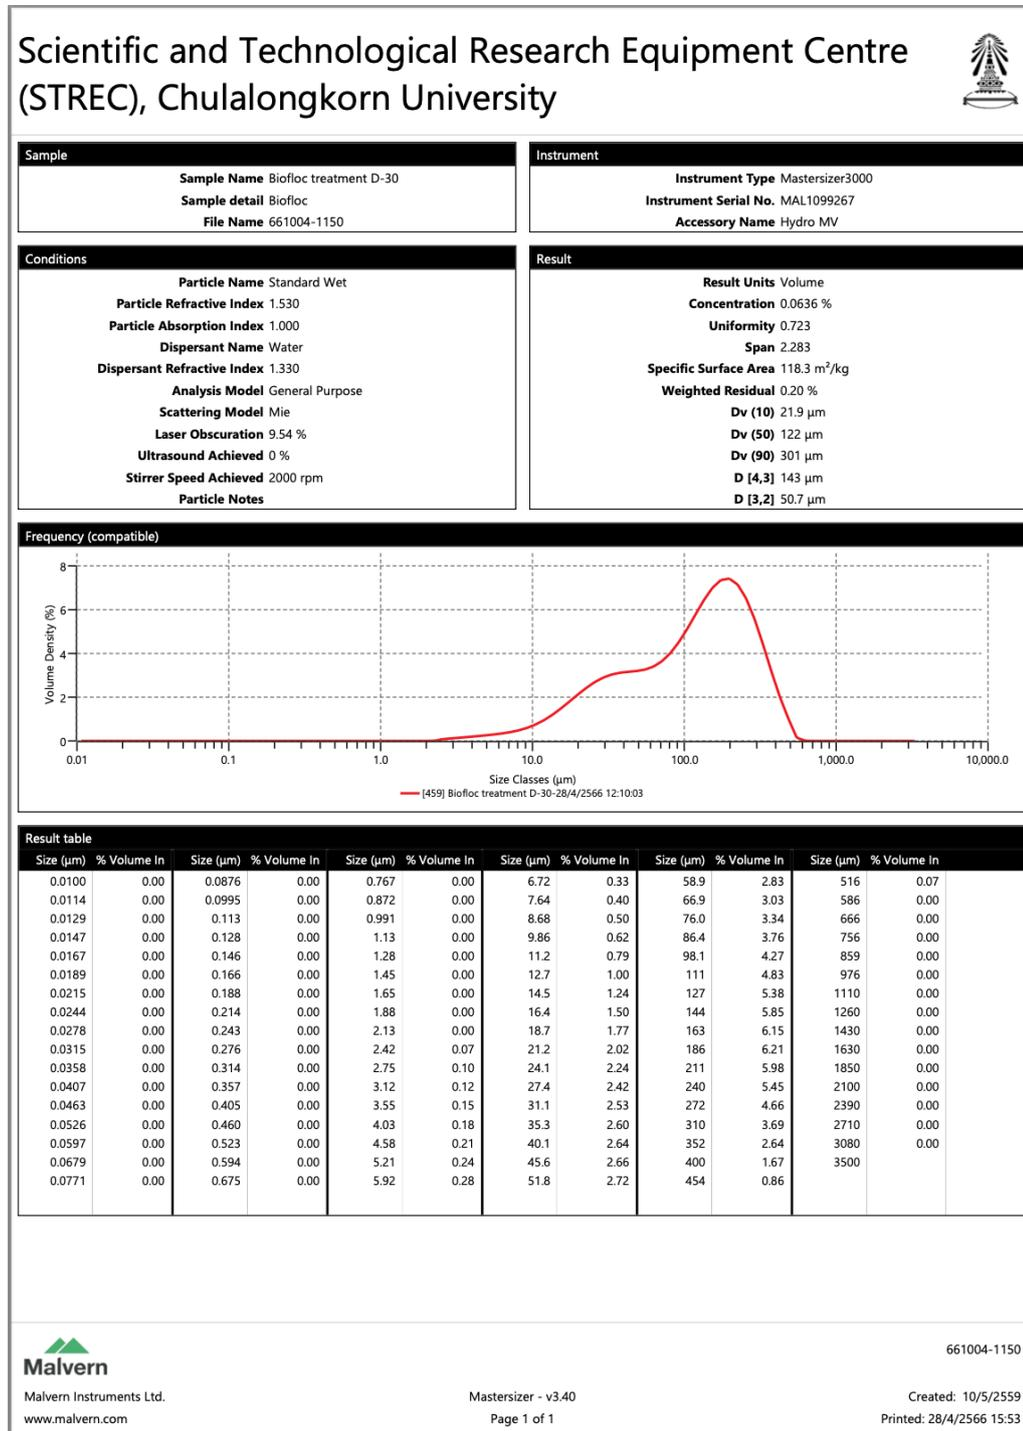 Scientific and Technological Research Equipment Centre
(STREC), Chulalongkorn University
Sample
Sample Name Biofloc treatment D-30
Sample detail Biofloc
File Name 661004-1150
Instrument
Instrument Type Mastersizer3000
Instrument Serial No. MAL1099267
Accessory Name Hydro MV
Conditions
Particle Name Standard Wet
Particle Refractive Index 1.530
Particle Absorption Index 1.000
Dispersant Name Water
Dispersant Refractive Index 1.330
Analysis Model General Purpose
Scattering Model Mie
Laser Obscuration 9.54 %
Ultrasound Achieved 0 %
Stirrer Speed Achieved 2000 rpm
Particle Notes
Result
Result Units Volume
Concentration 0.0636 %
Uniformity 0.723
Span 2.283
Specific Surface Area 118.3 m²/kg
Weighted Residual 0.20 %
Dv (10) 21.9 µm
Dv (50) 122 µm
Dv (90) 301 µm
D [4,3] 143 µm
D [3,2] 50.7 µm
Frequency (compatible)
Volume Density (%)
8
6
4
2
0
0.01 0.1 1.0 10.0 100.0 1,000.0 10,000.0
Size Classes (µm)
[459] Biofloc treatment D-30-28/4/2566 12:10:03
Result table
Size (µm) % Volume In Size (µm) % Volume In Size (µm) % Volume In Size (µm) % Volume In Size (µm) % Volume In Size (µm) % Volume In
0.0100 0.00 0.0876 0.00 0.767 0.00 6.72 0.33 58.9 2.83 516 0.07
0.0114 0.00 0.0995 0.00 0.872 0.00 7.64 0.40 66.9 3.03 586 0.00
0.0129 0.00 0.113 0.00 0.991 0.00 8.68 0.50 76.0 3.34 666 0.00
0.0147 0.00 0.128 0.00 1.13 0.00 9.86 0.62 86.4 3.76 756 0.00
0.0167 0.00 0.146 0.00 1.28 0.00 11.2 0.79 98.1 4.27 859 0.00
0.0189 0.00 0.166 0.00 1.45 0.00 12.7 1.00 111 4.83 976 0.00
0.0215 0.00 0.188 0.00 1.65 0.00 14.5 1.24 127 5.38 1110 0.00
0.0244 0.00 0.214 0.00 1.88 0.00 16.4 1.50 144 5.85 1260 0.00
0.0278 0.00 0.243 0.00 2.13 0.00 18.7 1.77 163 6.15 1430 0.00
0.0315 0.00 0.276 0.00 2.42 0.07 21.2 2.02 186 6.21 1630 0.00
0.0358 0.00 0.314 0.00 2.75 0.10 24.1 2.24 211 5.98 1850 0.00
0.0407 0.00 0.357 0.00 3.12 0.12 27.4 2.42 240 5.45 2100 0.00
0.0463 0.00 0.405 0.00 3.55 0.15 31.1 2.53 272 4.66 2390 0.00
0.0526 0.00 0.460 0.00 4.03 0.18 35.3 2.60 310 3.69 2710 0.00
0.0597 0.00 0.523 0.00 4.58 0.21 40.1 2.64 352 2.64 3080 0.00
0.0679 0.00 0.594 0.00 5.21 0.24 45.6 2.66 400 1.67 3500
0.0771 0.00 0.675 0.00 5.92 0.28 51.8 2.72 454 0.86
Malvern
661004-1150
Malvern Instruments Ltd. Mastersizer - v3.40 Created: 10/5/2559
www.malvern.com Page 1 of 1 Printed: 28/4/2566 15:53